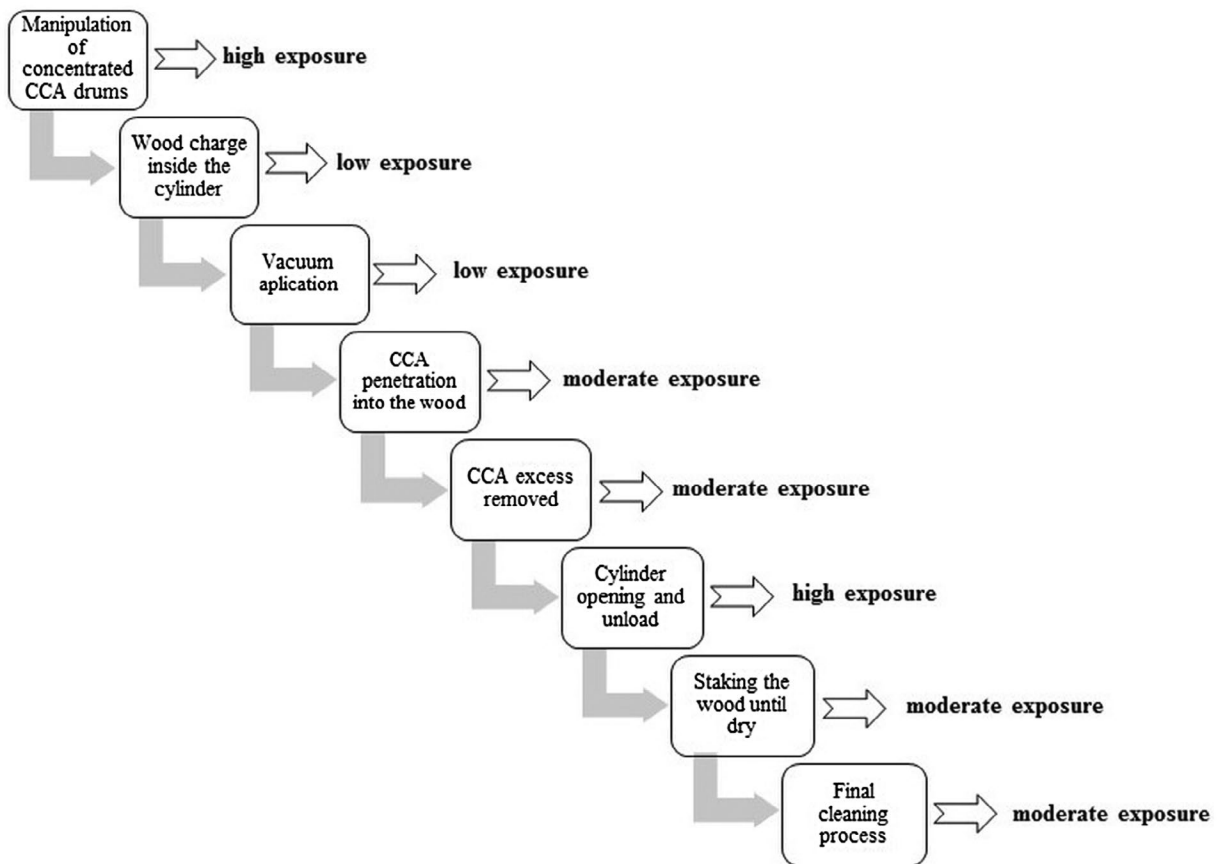 Manipulation
of
concentrated
CCA drums
high exposure
Wood charge
inside the
cylinder
low exposure
Vacuum
aplication
low exposure
CCA
penetration
into the wood
moderate exposure
CCA excess
removed
moderate exposure
Cylinder
opening and
unload
high exposure
Staking the
wood until
dry
moderate exposure
Final
cleaning
process
moderate exposure